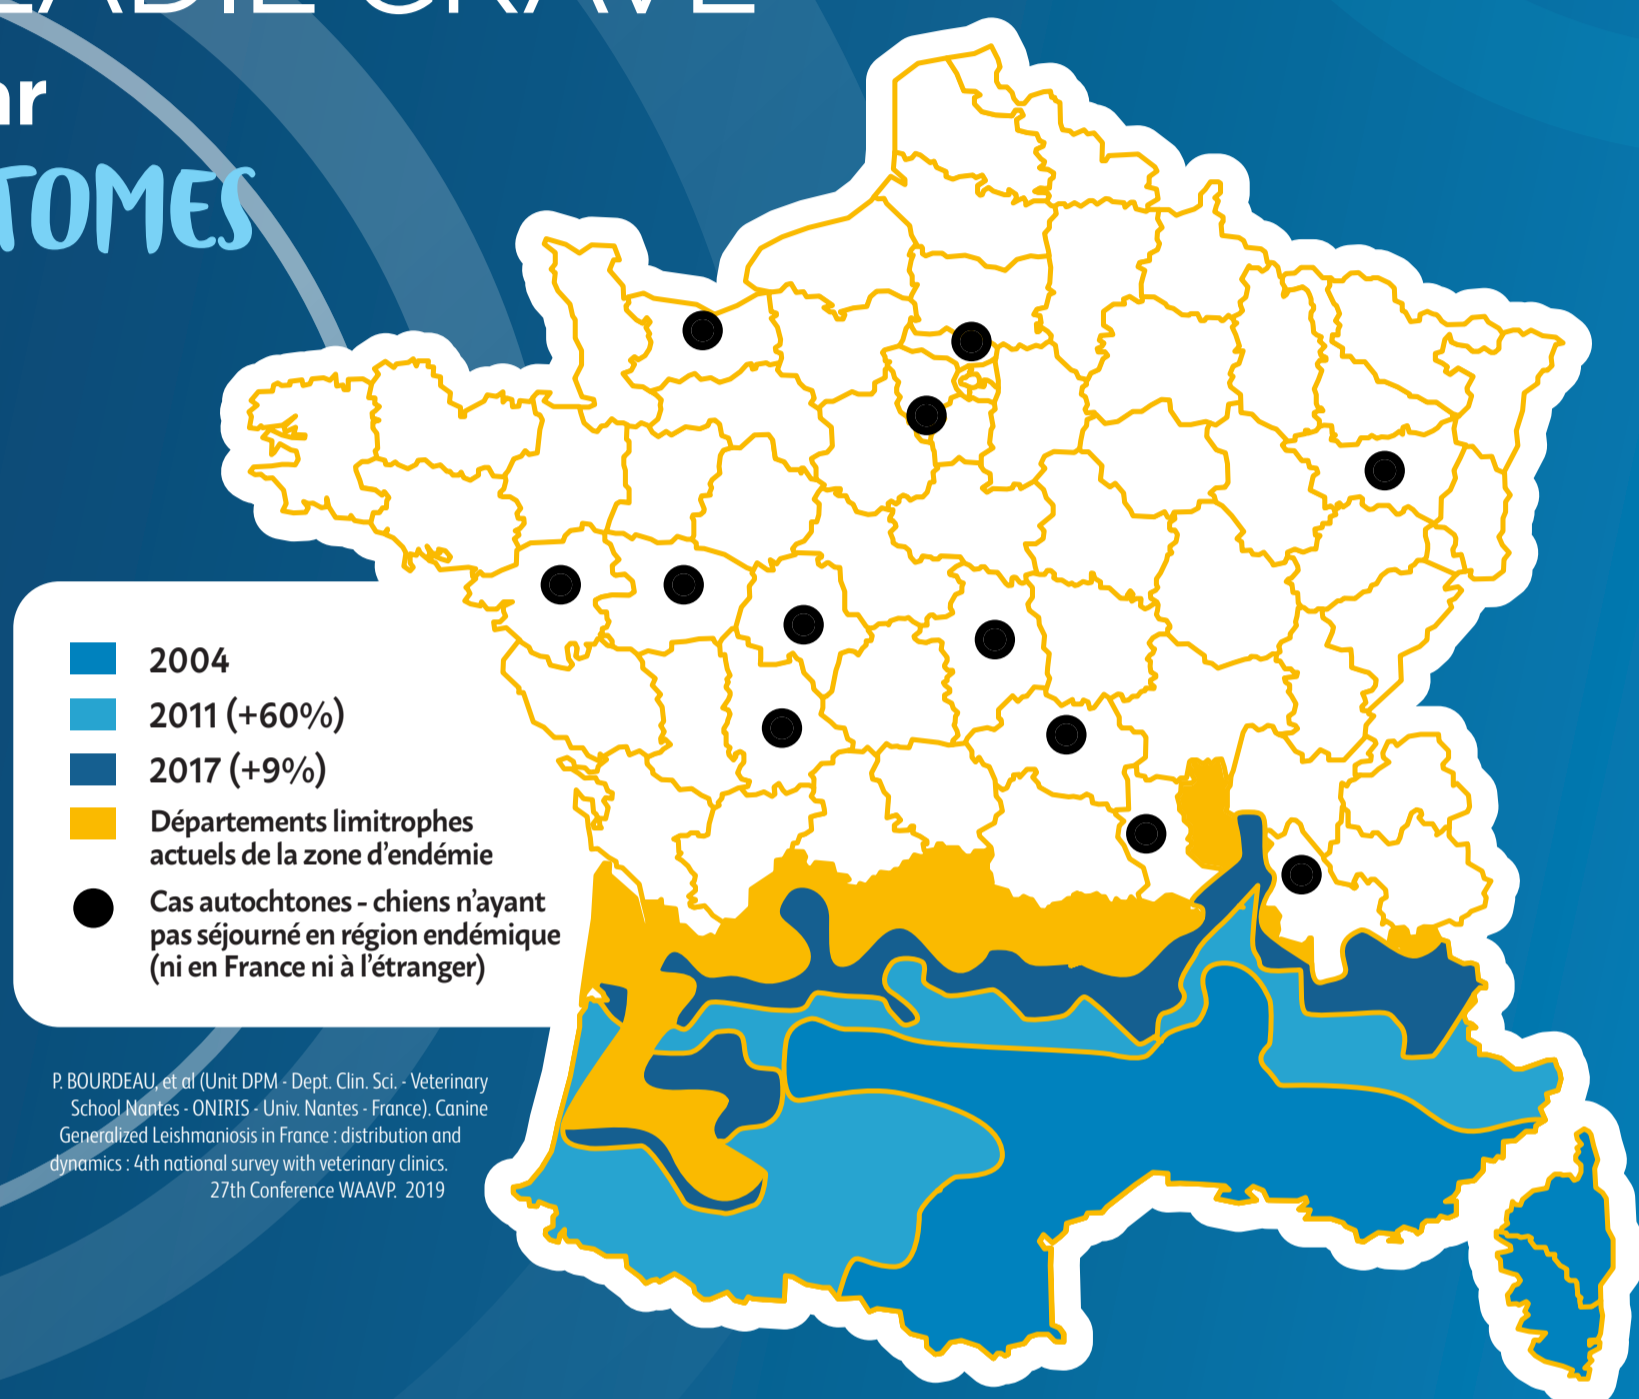 LADIE GRAVE
ar
TOMES
2004
2011 (+60%)
2017 (+9%)
Départements limitrophes
actuels de la zone d'endémie
Cas autochtones - chiens n'ayant
pas séjourné en région endémique
(ni en France ni à l'étranger)
P. BOURDEAU, et al (Unit DPM - Dept. Clin. Sci. - Veterinary
School Nantes - ONIRIS - Univ. Nantes - France). Canine
Generalized Leishmaniosis in France : distribution and
dynamics : 4th national survey with veterinary clinics.
27th Conference WAAVP. 2019